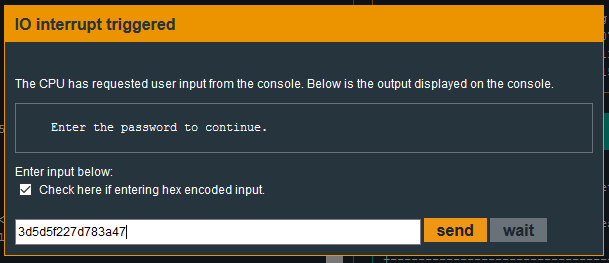 IO interrupt triggered
The CPU has requested user input from the console. Below is the output displayed on the console.
Enter the password to continue.
Enter input below:
Check here if entering hex encoded input.
3d5d5f227d783a47
send wait